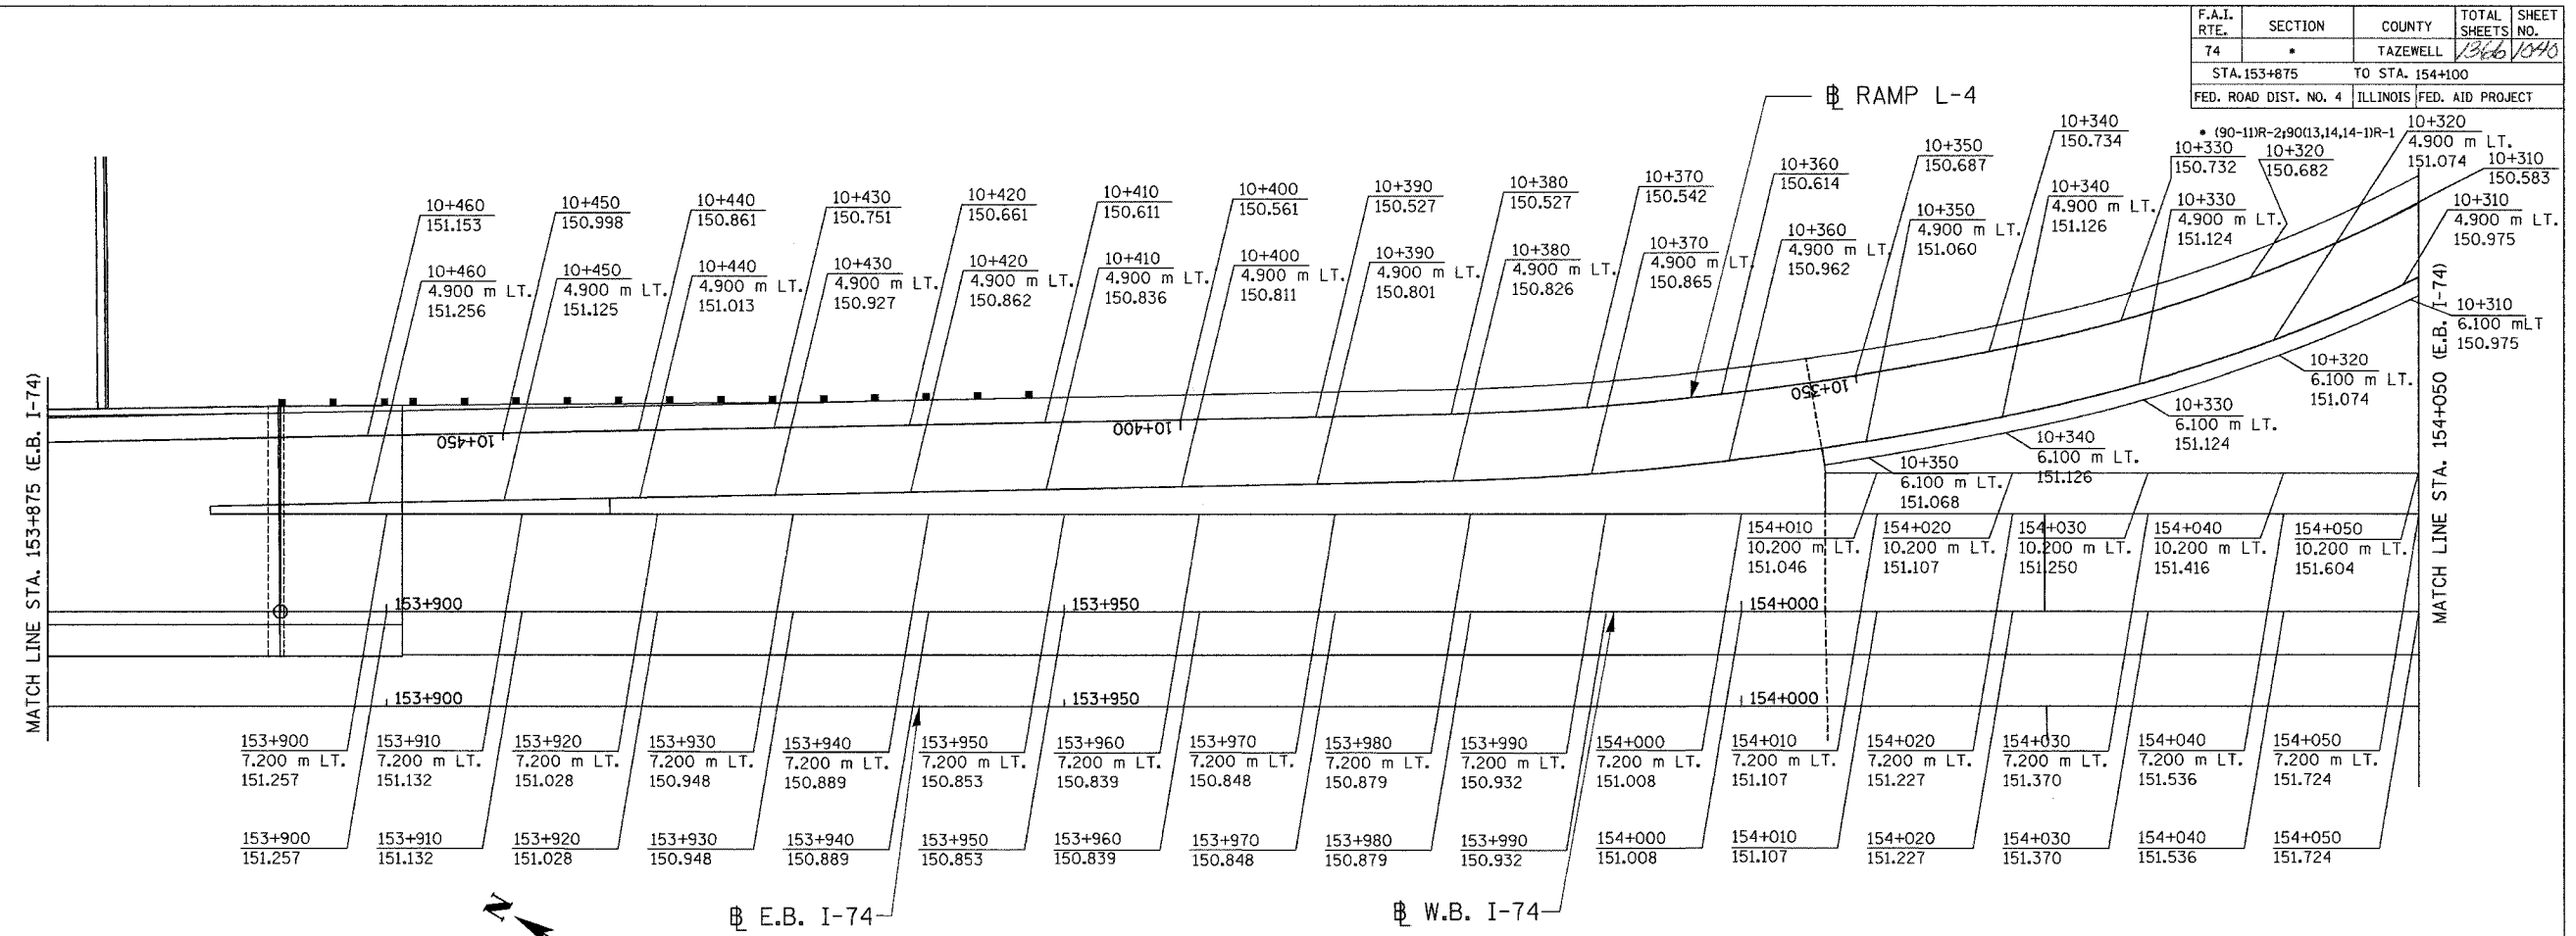 F.A.I. RTE. SECTION COUNTY TOTAL SHEETS SHEET NO.
74 • TAZEWELL 1366 1040
STA. 153+875 TO STA. 154+100
FED. ROAD DIST. NO. 4 ILLINOIS FED. AID PROJECT
• (90-11)R-2;90(13,14,14-1)R-1
℄ RAMP L-4
10+460
151.153
10+450
150.998
10+440
150.861
10+430
150.751
10+420
150.661
10+410
150.611
10+400
150.561
10+390
150.527
10+380
150.527
10+370
150.542
10+360
150.614
10+350
150.687
10+340
150.734
10+330
150.732
10+320
150.682
10+320
4.900 m LT.
151.074
10+310
150.583
10+460
4.900 m LT.
151.256
10+450
4.900 m LT.
151.125
10+440
4.900 m LT.
151.013
10+430
4.900 m LT.
150.927
10+420
4.900 m LT.
150.862
10+410
4.900 m LT.
150.836
10+400
4.900 m LT.
150.811
10+390
4.900 m LT.
150.801
10+380
4.900 m LT.
150.826
10+370
4.900 m LT.
150.865
10+360
4.900 m LT.
150.962
10+350
4.900 m LT.
151.060
10+340
4.900 m LT.
151.126
10+330
4.900 m LT.
151.124
10+310
4.900 m LT.
150.975
10+310
6.100 mLT
150.975
10+320
6.100 m LT.
151.074
10+330
6.100 m LT.
151.124
10+340
6.100 m LT.
151.126
10+350
6.100 m LT.
151.068
10+450
10+400
10+350
MATCH LINE STA. 153+875 (E.B. I-74)
MATCH LINE STA. 154+050 (E.B. I-74)
154+010
10.200 m LT.
151.046
154+020
10.200 m LT.
151.107
154+030
10.200 m LT.
151.250
154+040
10.200 m LT.
151.416
154+050
10.200 m LT.
151.604
153+900
153+950
154+000
153+900
153+950
154+000
153+900
7.200 m LT.
151.257
153+910
7.200 m LT.
151.132
153+920
7.200 m LT.
151.028
153+930
7.200 m LT.
150.948
153+940
7.200 m LT.
150.889
153+950
7.200 m LT.
150.853
153+960
7.200 m LT.
150.839
153+970
7.200 m LT.
150.848
153+980
7.200 m LT.
150.879
153+990
7.200 m LT.
150.932
154+000
7.200 m LT.
151.008
154+010
7.200 m LT.
151.107
154+020
7.200 m LT.
151.227
154+030
7.200 m LT.
151.370
154+040
7.200 m LT.
151.536
154+050
7.200 m LT.
151.724
153+900
151.257
153+910
151.132
153+920
151.028
153+930
150.948
153+940
150.889
153+950
150.853
153+960
150.839
153+970
150.848
153+980
150.879
153+990
150.932
154+000
151.008
154+010
151.107
154+020
151.227
154+030
151.370
154+040
151.536
154+050
151.724
N
℄ E.B. I-74
℄ W.B. I-74